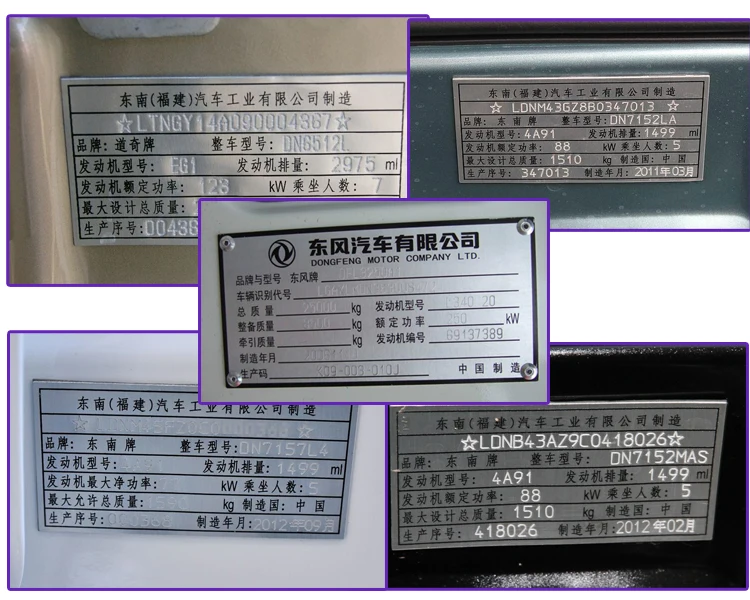 东南(福建)汽车工业有限公司制造
☆LTNGY14A090004367☆
品牌: 道奇牌 整车型号: DN6512L
发动机型号: EG1 发动机排量: 2975 ml
发动机额定功率: 126 kW 乘坐人数: 7
最大设计总质量:
生产序号: 00436
东南(福建)汽车工业有限公司制造
☆ LDNM43GZ8B0347013 ☆
品牌: 东南牌 整车型号: DN7152LA
发动机型号: 4A91 发动机排量: 1499 ml
发动机额定功率: 88 kW 乘坐人数: 5
最大设计总质量: 1510 kg 制造国: 中国
生产序号: 347013 制造年月: 2011年03月
东风汽车有限公司
DONGFENG MOTOR COMPANY LTD.
品牌与型号 东风牌
车辆识别代号
总质量 kg 发动机型号 L340 20
整备质量 kg 额定功率 250 kW
牵引质量 kg 发动机编号 69137389
制造年月
生产码 K09-003-010J 中国制造
东南(福建)汽车工业有限公司制造
品牌: 东南牌 整车型号: DN7157L4
发动机型号: 发动机排量: 1499 ml
发动机最大净功率: kW 乘坐人数: 5
最大允许总质量: kg 制造国: 中国
生产序号: 制造年月: 2012年09月
东南(福建)汽车工业有限公司制造
☆LDNB43AZ9C0418026☆
品牌: 东南牌 整车型号: DN7152MAS
发动机型号: 4A91 发动机排量: 1499 ml
发动机额定功率: 88 kW 乘坐人数: 5
最大设计总质量: 1510 kg 制造国: 中国
生产序号: 418026 制造年月: 2012年02月